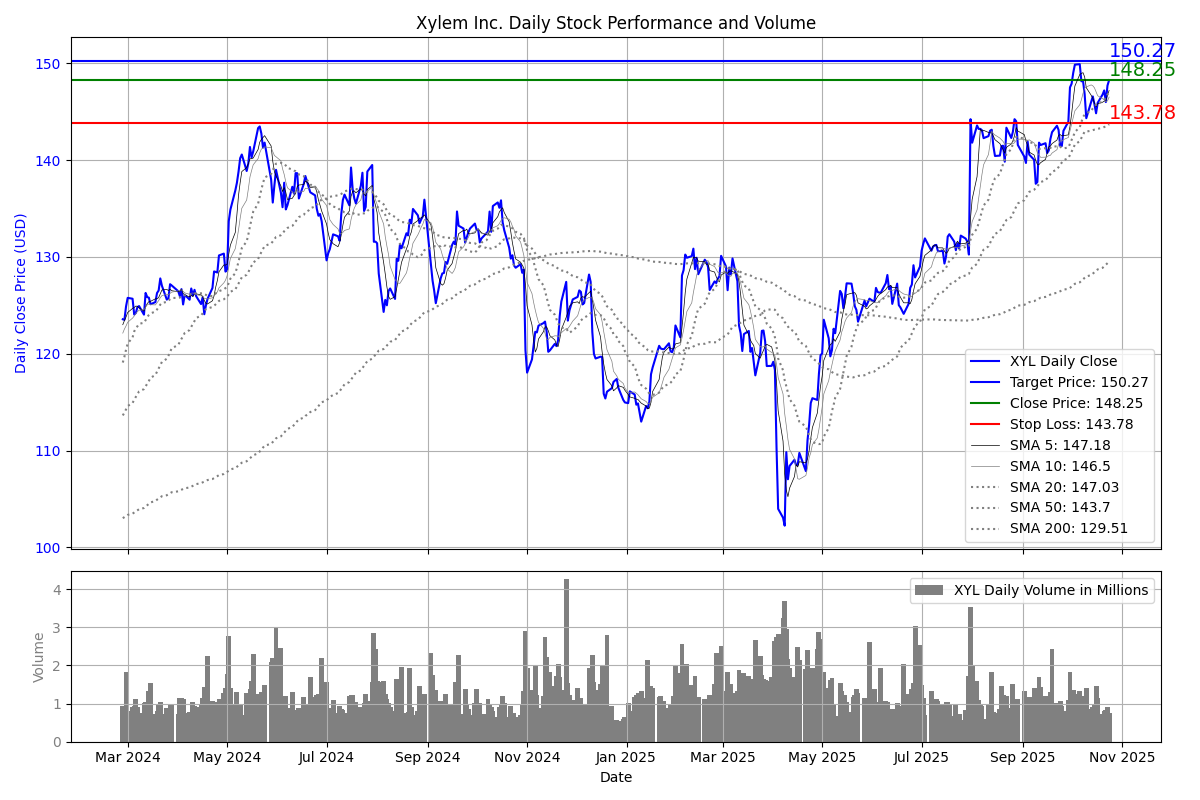 Xylem Inc. Daily Stock Performance and Volume
150.27
148.25
143.78
150
140
130
120
110
100
Daily Close Price (USD)
XYL Daily Close
Target Price: 150.27
Close Price: 148.25
Stop Loss: 143.78
SMA 5: 147.18
SMA 10: 146.5
SMA 20: 147.03
SMA 50: 143.7
SMA 200: 129.51
XYL Daily Volume in Millions
4
3
2
1
0
Volume
Mar 2024 May 2024 Jul 2024 Sep 2024 Nov 2024 Jan 2025 Mar 2025 May 2025 Jul 2025 Sep 2025 Nov 2025
Date